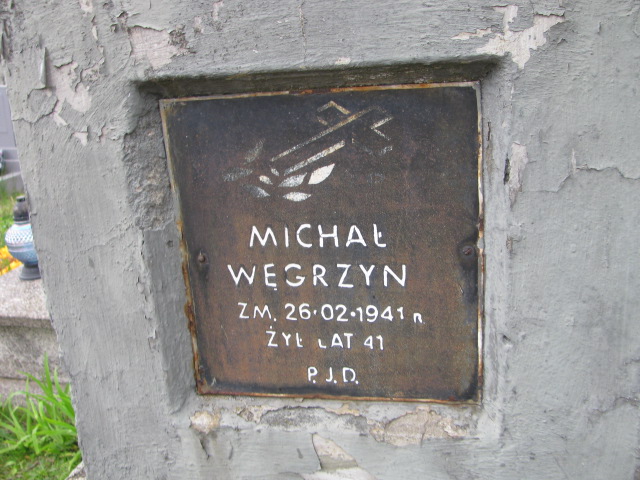 MICHAŁ
WĘGRZYN
ZM. 26·02·1941 R
ŻYŁ LAT 41
P.J.D.